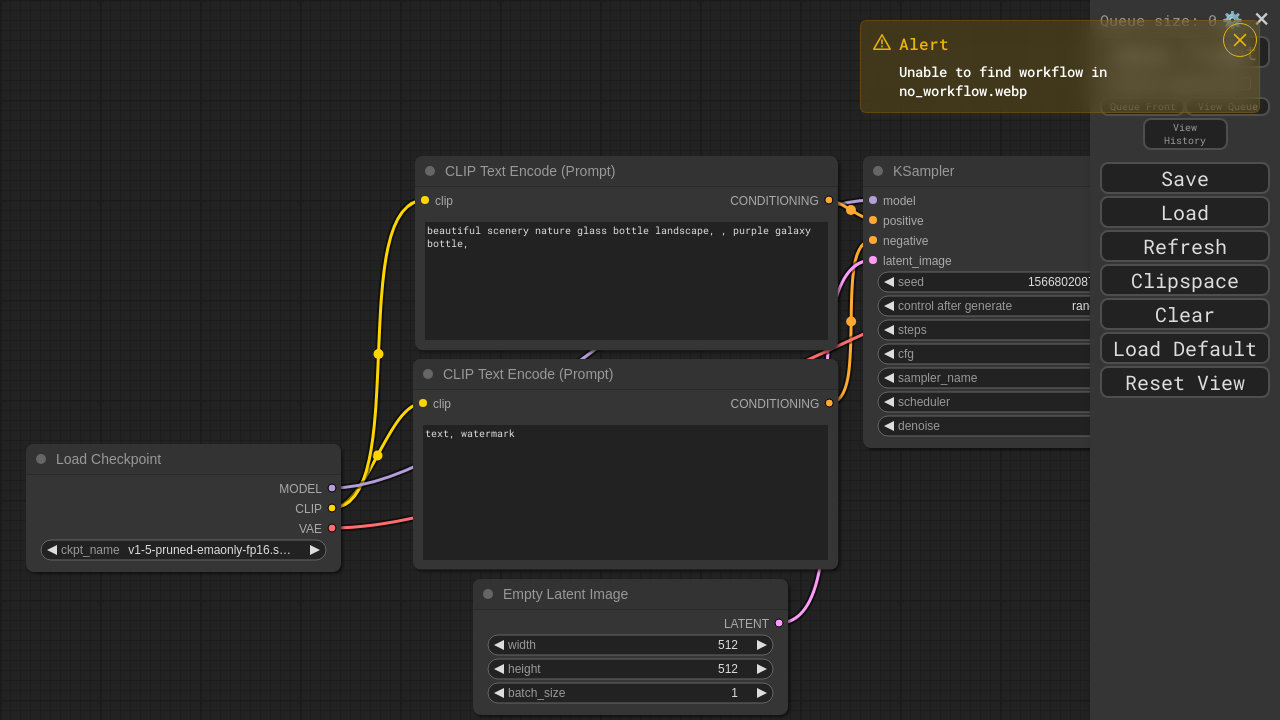 Queue size: 0
Alert
Unable to find workflow in
no_workflow.webp
Queue Front
View Queue
View
History
Save
Load
Refresh
Clipspace
Clear
Load Default
Reset View
CLIP Text Encode (Prompt)
clip
CONDITIONING
beautiful scenery nature glass bottle landscape, , purple galaxy
bottle,
CLIP Text Encode (Prompt)
clip
CONDITIONING
text, watermark
KSampler
model
positive
negative
latent_image
seed
control after generate
steps
cfg
sampler_name
scheduler
denoise
Load Checkpoint
MODEL
CLIP
VAE
ckpt_name v1-5-pruned-emaonly-fp16.s…
Empty Latent Image
LATENT
width 512
height 512
batch_size 1